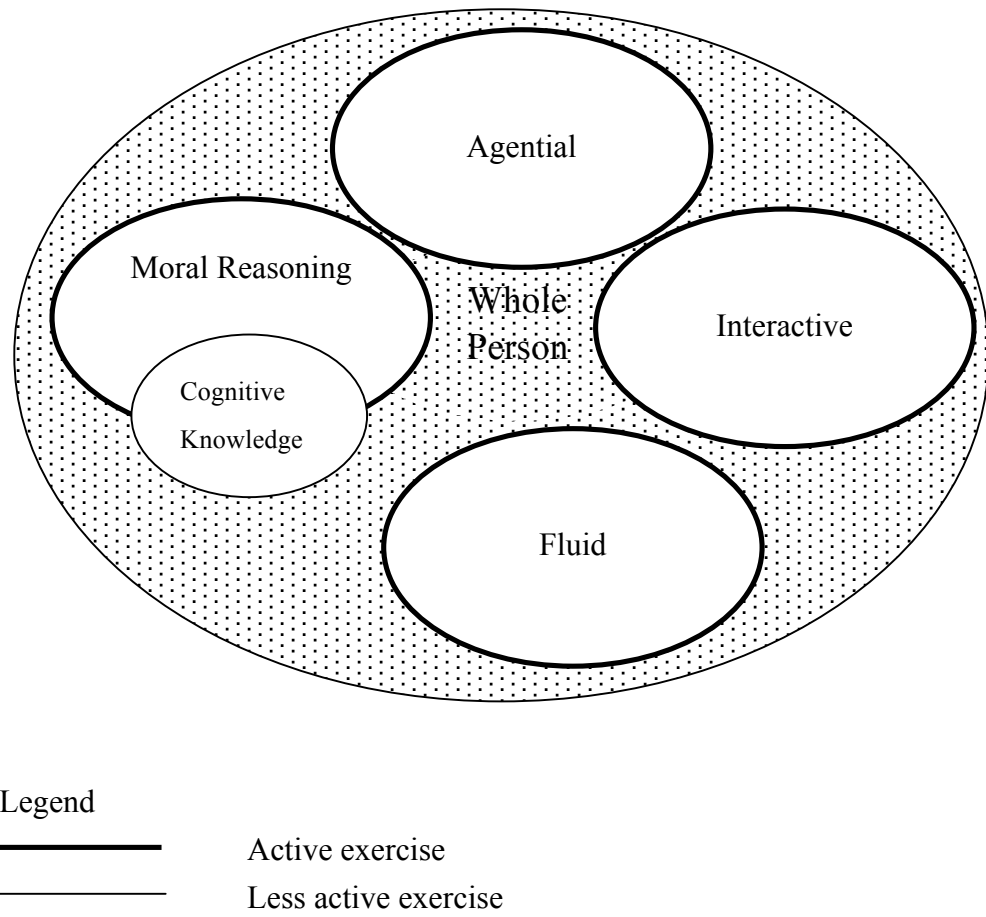 Agential
Moral Reasoning
Whole
Person
Interactive
Cognitive
Knowledge
Fluid
Legend
Active exercise
Less active exercise